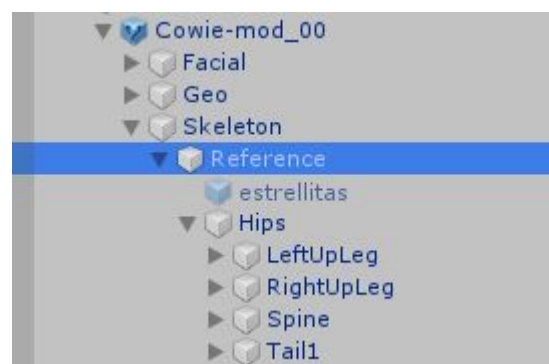 Cowie-mod_00
Facial
Geo
Skeleton
Reference
estrellitas
Hips
LeftUpLeg
RightUpLeg
Spine
Tail1